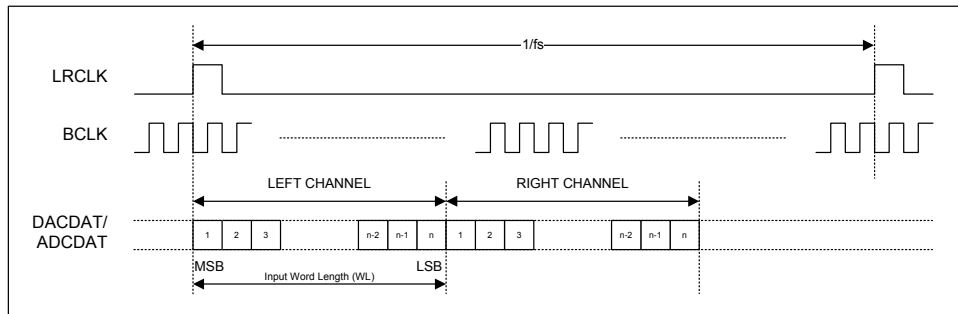 1/fs
LRCLK
BCLK
LEFT CHANNEL RIGHT CHANNEL
DACDAT/
ADCDAT
1 2 3 n-2 n-1 n 1 2 3 n-2 n-1 n
MSB LSB
Input Word Length (WL)